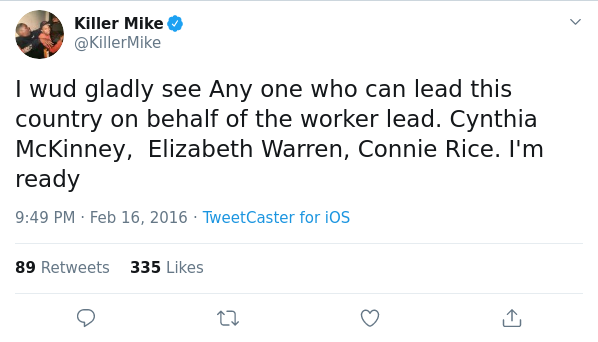 Killer Mike
@KillerMike
I wud gladly see Any one who can lead this
country on behalf of the worker lead. Cynthia
McKinney,  Elizabeth Warren, Connie Rice. I'm
ready
9:49 PM · Feb 16, 2016 · TweetCaster for iOS
89 Retweets 335 Likes